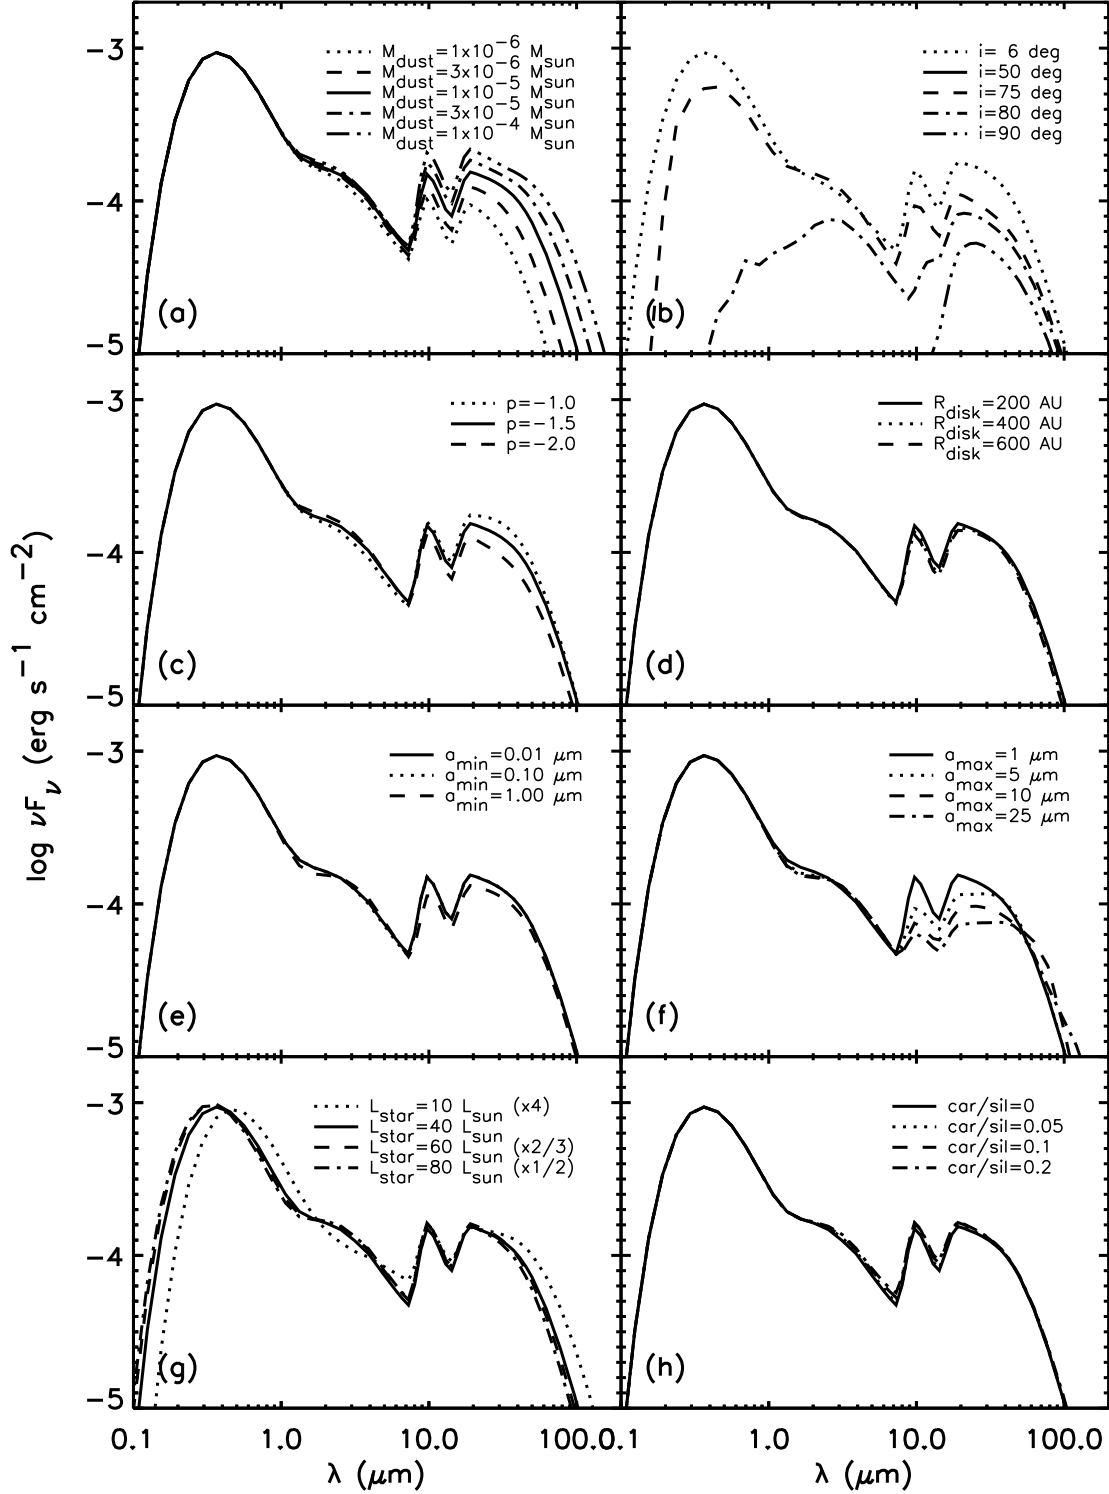 −3
−4
−5
M_dust=1x10^−6 M_sun
M_dust=3x10^−6 M_sun
M_dust=1x10^−5 M_sun
M_dust=3x10^−5 M_sun
M_dust=1x10^−4 M_sun
(a)
i= 6 deg
i=50 deg
i=75 deg
i=80 deg
i=90 deg
(b)
−3
−4
−5
p=−1.0
p=−1.5
p=−2.0
(c)
R_disk=200 AU
R_disk=400 AU
R_disk=600 AU
(d)
log νF_ν (erg s^−1 cm^−2)
−3
−4
−5
a_min=0.01 μm
a_min=0.10 μm
a_min=1.00 μm
(e)
a_max=1 μm
a_max=5 μm
a_max=10 μm
a_max=25 μm
(f)
−3
−4
−5
L_star=10 L_sun (x4)
L_star=40 L_sun
L_star=60 L_sun (x2/3)
L_star=80 L_sun (x1/2)
(g)
car/sil=0
car/sil=0.05
car/sil=0.1
car/sil=0.2
(h)
0.1 1.0 10.0 100.0
0.1 1.0 10.0 100.0
λ (μm)
λ (μm)